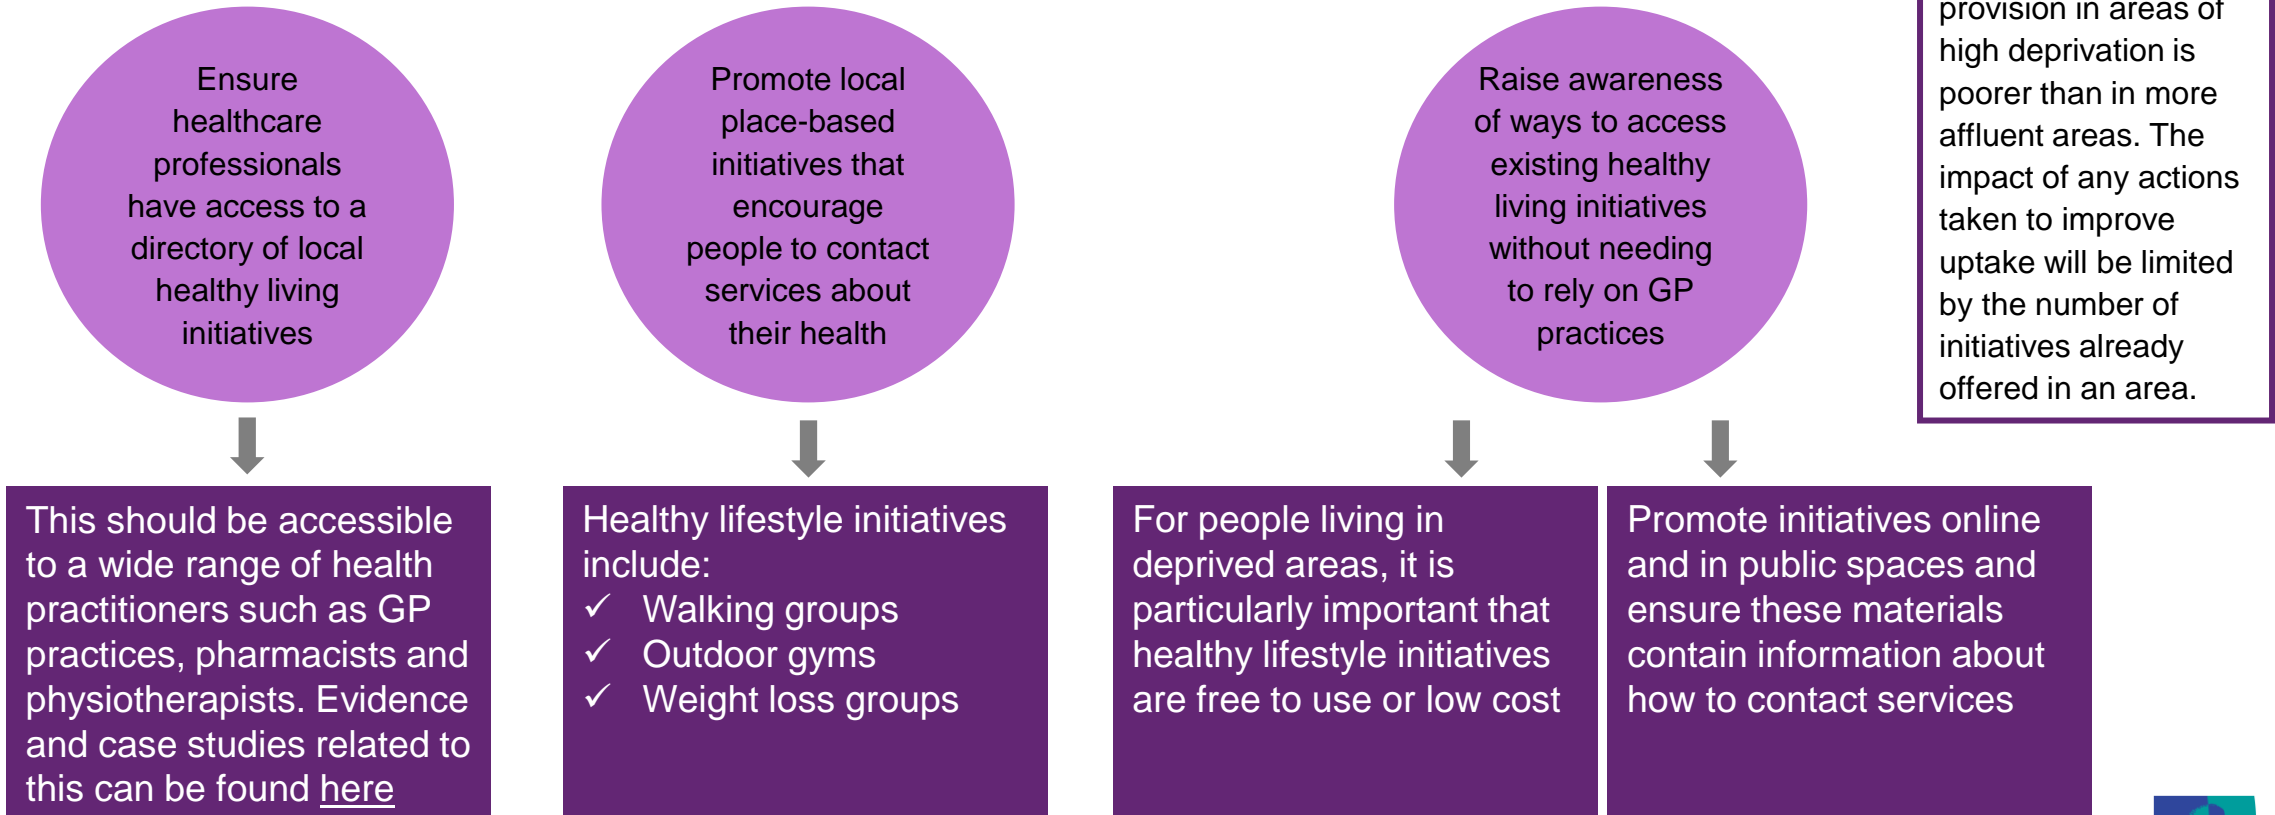 Ensure
healthcare
professionals
have access to a
directory of local
healthy living
initiatives
Promote local
place-based
initiatives that
encourage
people to contact
services about
their health
Raise awareness
of ways to access
existing healthy
living initiatives
without needing
to rely on GP
practices
provision in areas of
high deprivation is
poorer than in more
affluent areas. The
impact of any actions
taken to improve
uptake will be limited
by the number of
initiatives already
offered in an area.
This should be accessible
to a wide range of health
practitioners such as GP
practices, pharmacists and
physiotherapists. Evidence
and case studies related to
this can be found here
Healthy lifestyle initiatives
include:
✓ Walking groups
✓ Outdoor gyms
✓ Weight loss groups
For people living in
deprived areas, it is
particularly important that
healthy lifestyle initiatives
are free to use or low cost
Promote initiatives online
and in public spaces and
ensure these materials
contain information about
how to contact services